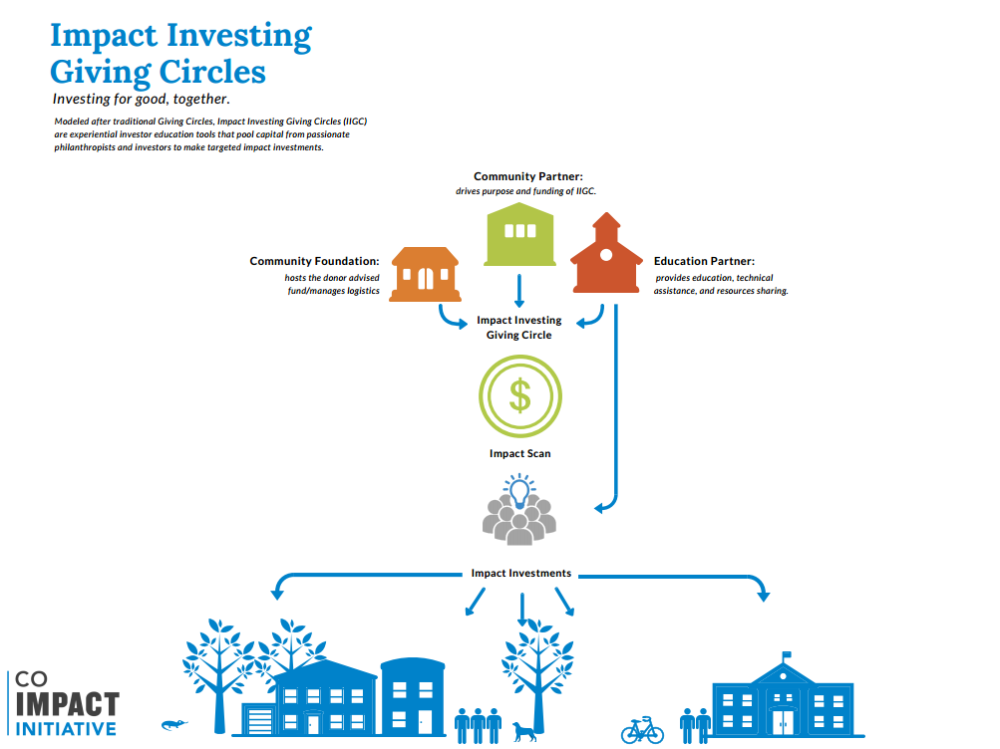 Impact Investing
Giving Circles
Investing for good, together.
Modeled after traditional Giving Circles, Impact Investing Giving Circles (IIGC)
are experiential investor education tools that pool capital from passionate
philanthropists and investors to make targeted impact investments.
Community Partner:
drives purpose and funding of IIGC.
Community Foundation:
hosts the donor advised
fund/manages logistics
Education Partner:
provides education, technical
assistance, and resources sharing.
Impact Investing
Giving Circle
$
Impact Scan
Impact Investments
CO
IMPACT
INITIATIVE